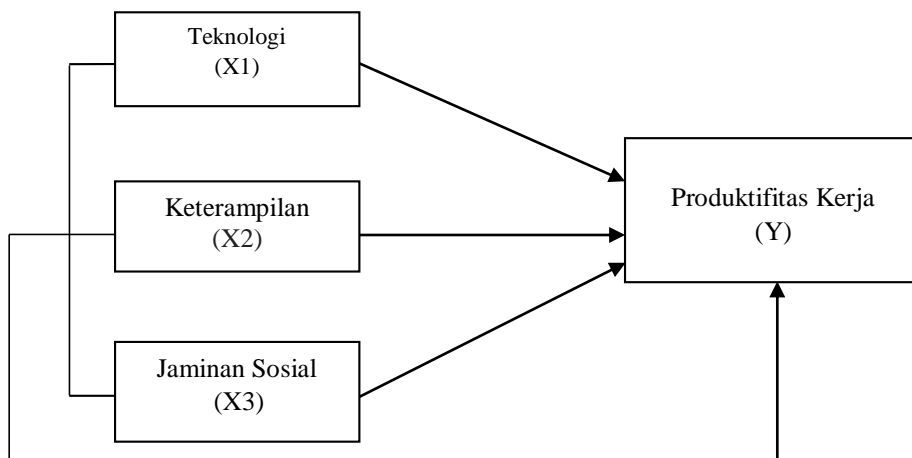 Teknologi
(X1)
Keterampilan
(X2)
Jaminan Sosial
(X3)
Produktifitas Kerja
(Y)